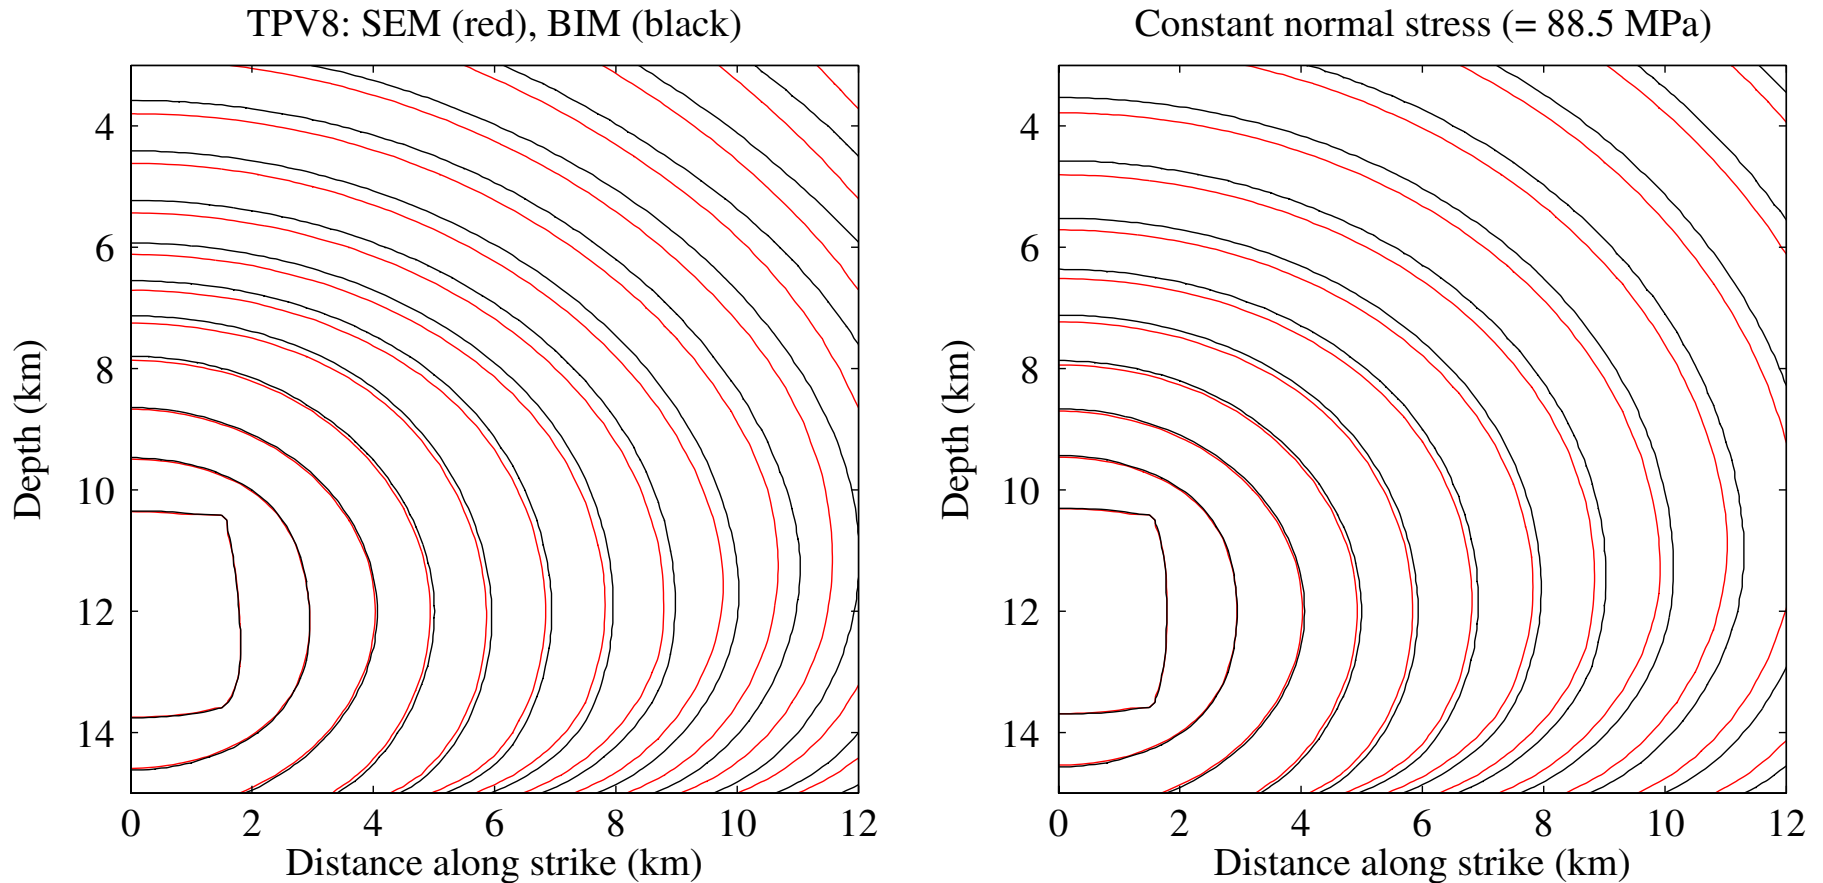 TPV8: SEM (red), BIM (black)
4
6
8
10
12
14
Depth (km)
0 2 4 6 8 10 12
Distance along strike (km)
Constant normal stress (= 88.5 MPa)
4
6
8
10
12
14
Depth (km)
0 2 4 6 8 10 12
Distance along strike (km)